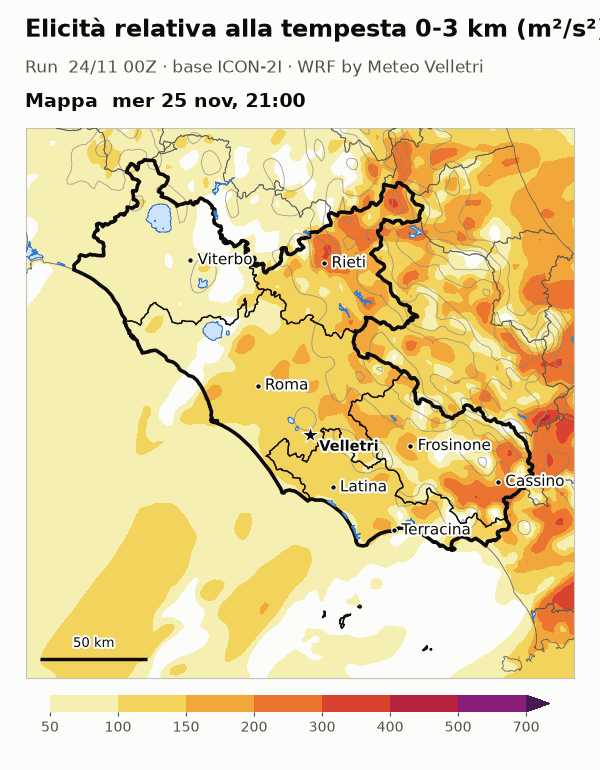 Elicità relativa alla tempesta 0-3 km (m²/s²)
Run 24/11 00Z · base ICON-2I · WRF by Meteo Velletri
Mappa mer 25 nov, 21:00
Viterbo
Rieti
Roma
Velletri
Frosinone
Latina
Cassino
Terracina
50 km
50 100 150 200 300 400 500 700